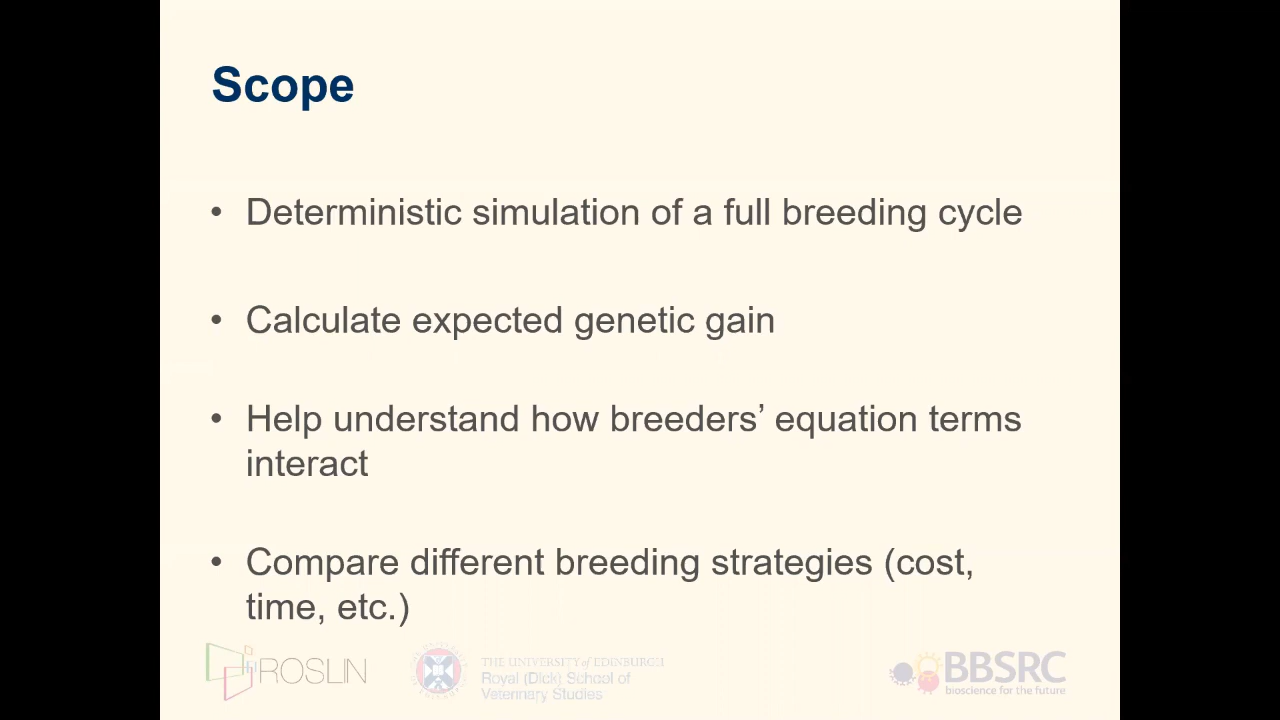 Scope
• Deterministic simulation of a full breeding cycle
• Calculate expected genetic gain
• Help understand how breeders’ equation terms
interact
• Compare different breeding strategies (cost,
time, etc.)
ROSLIN
THE UNIVERSITY of EDINBURGH
Royal (Dick) School of
Veterinary Studies
BBSRC
bioscience for the future